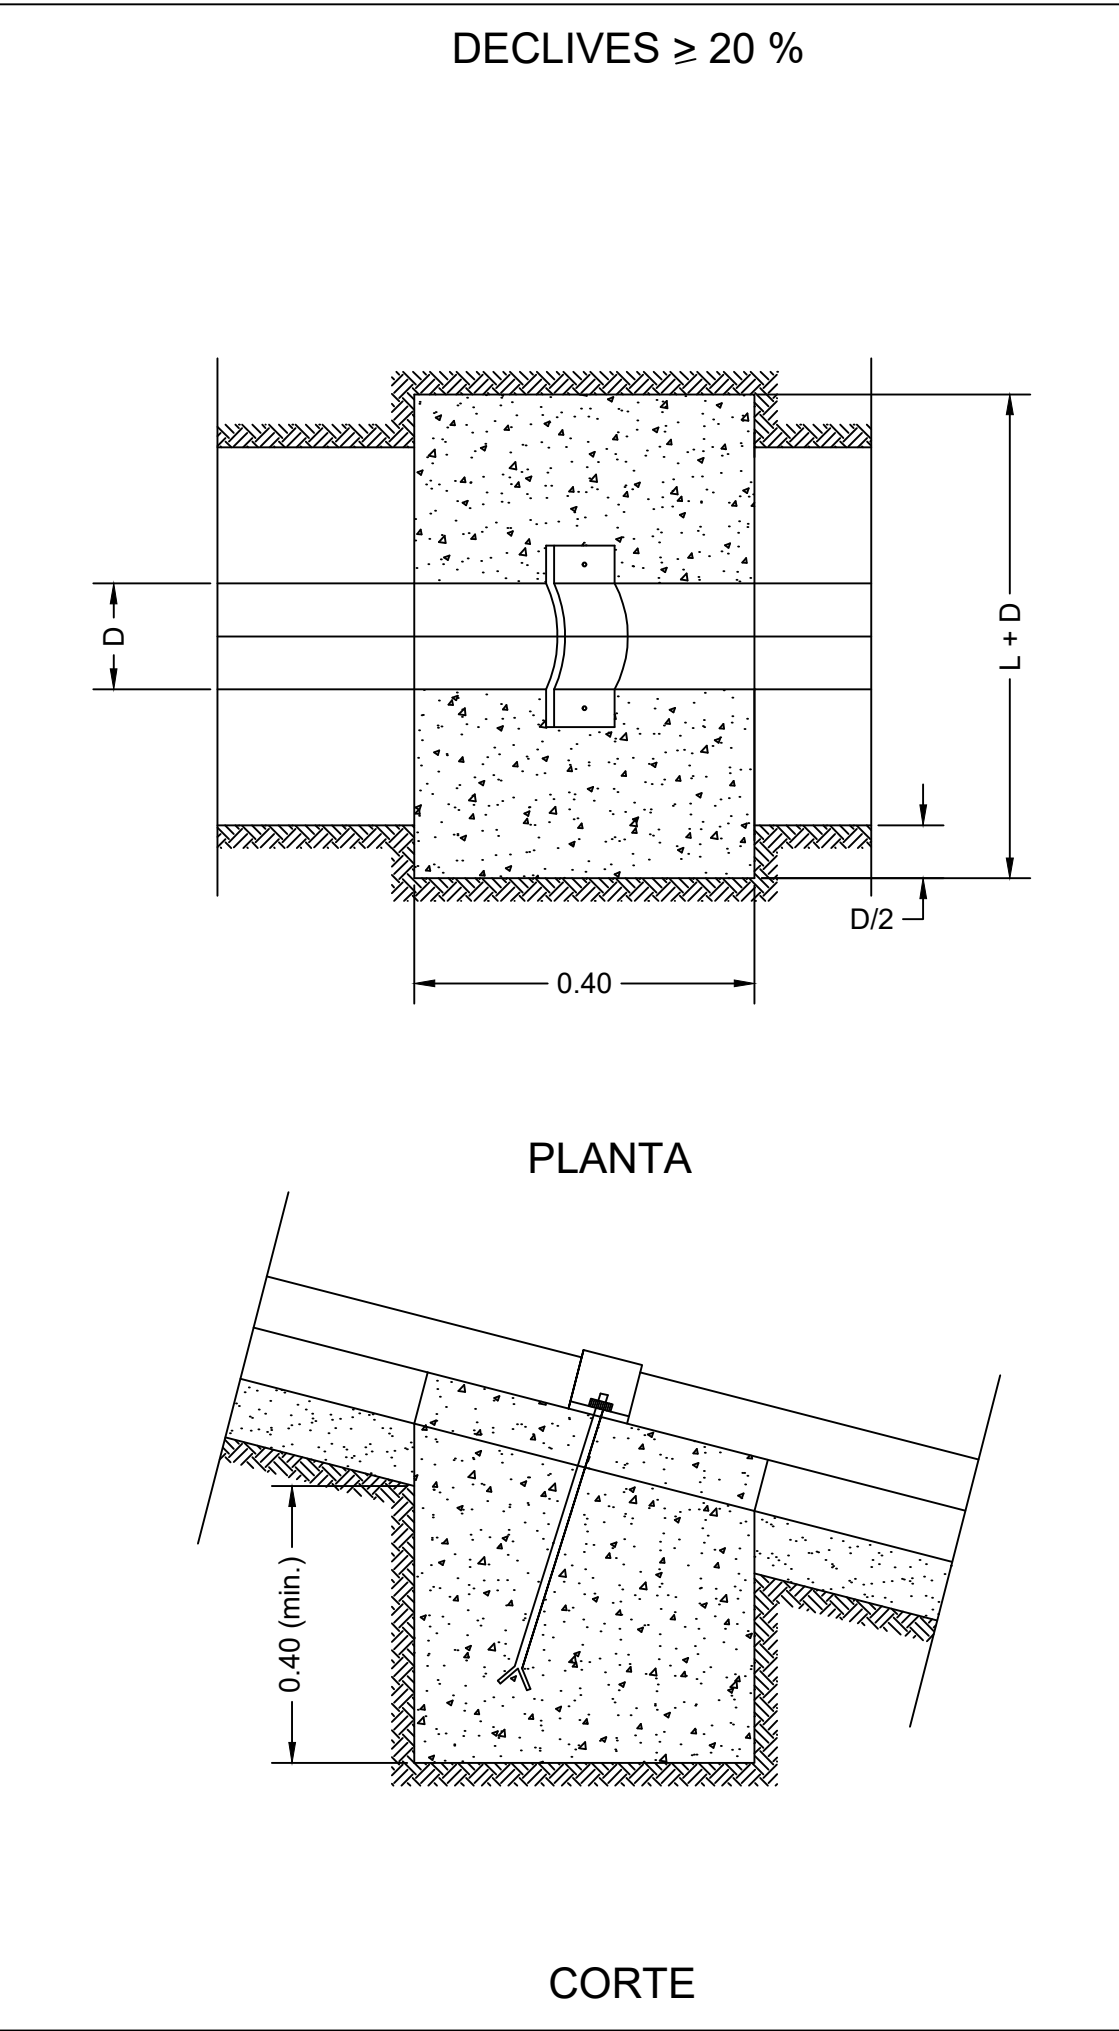 DECLIVES ≥ 20 %
D
L + D
D/2
0.40
PLANTA
0.40 (min.)
CORTE